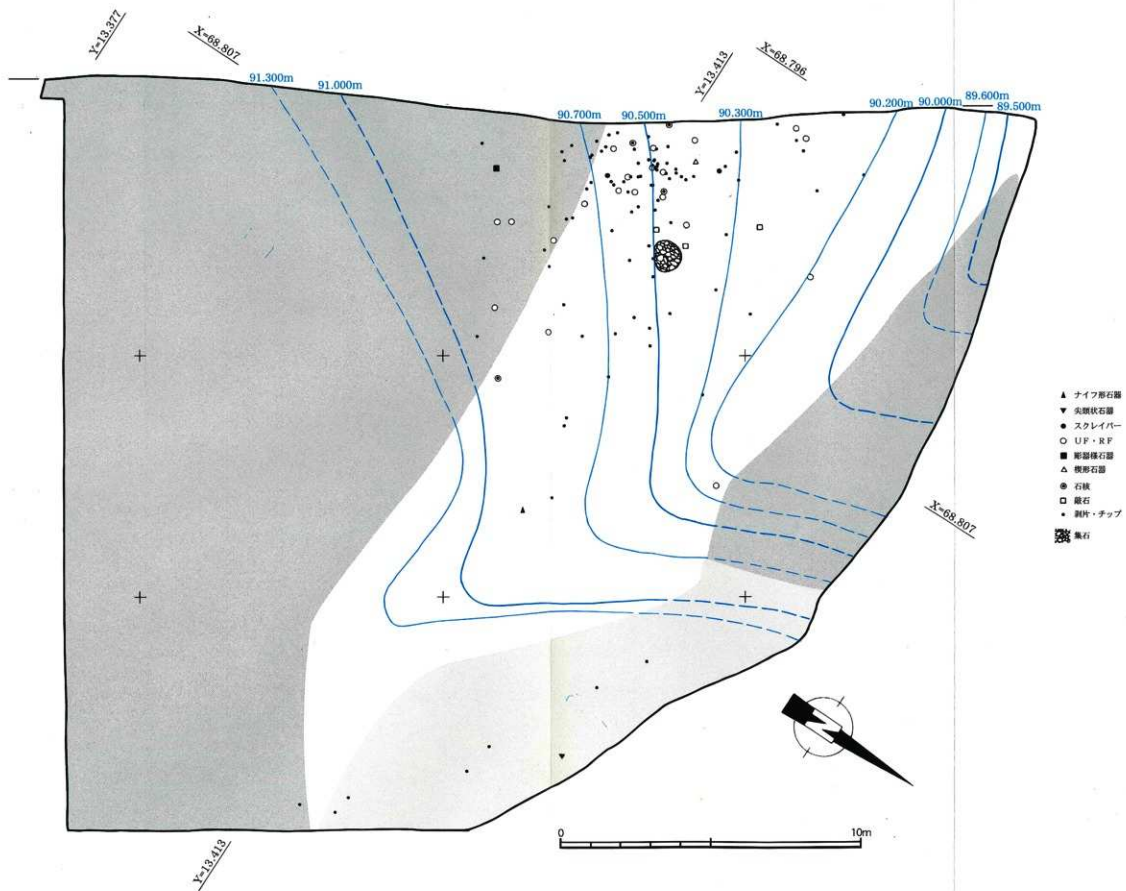 Y=13.377
X=68.807
Y=13.413
X=68.796
91.300m
91.000m
90.700m
90.500m
90.300m
90.200m
90.000m
89.600m
89.500m
ナイフ形石器
尖頭状石器
スクレイパー
UF・RF
彫器様石器
楔形石器
石核
敲石
剥片・チップ
集石
X=68.807
N
0
10m
Y=13.413